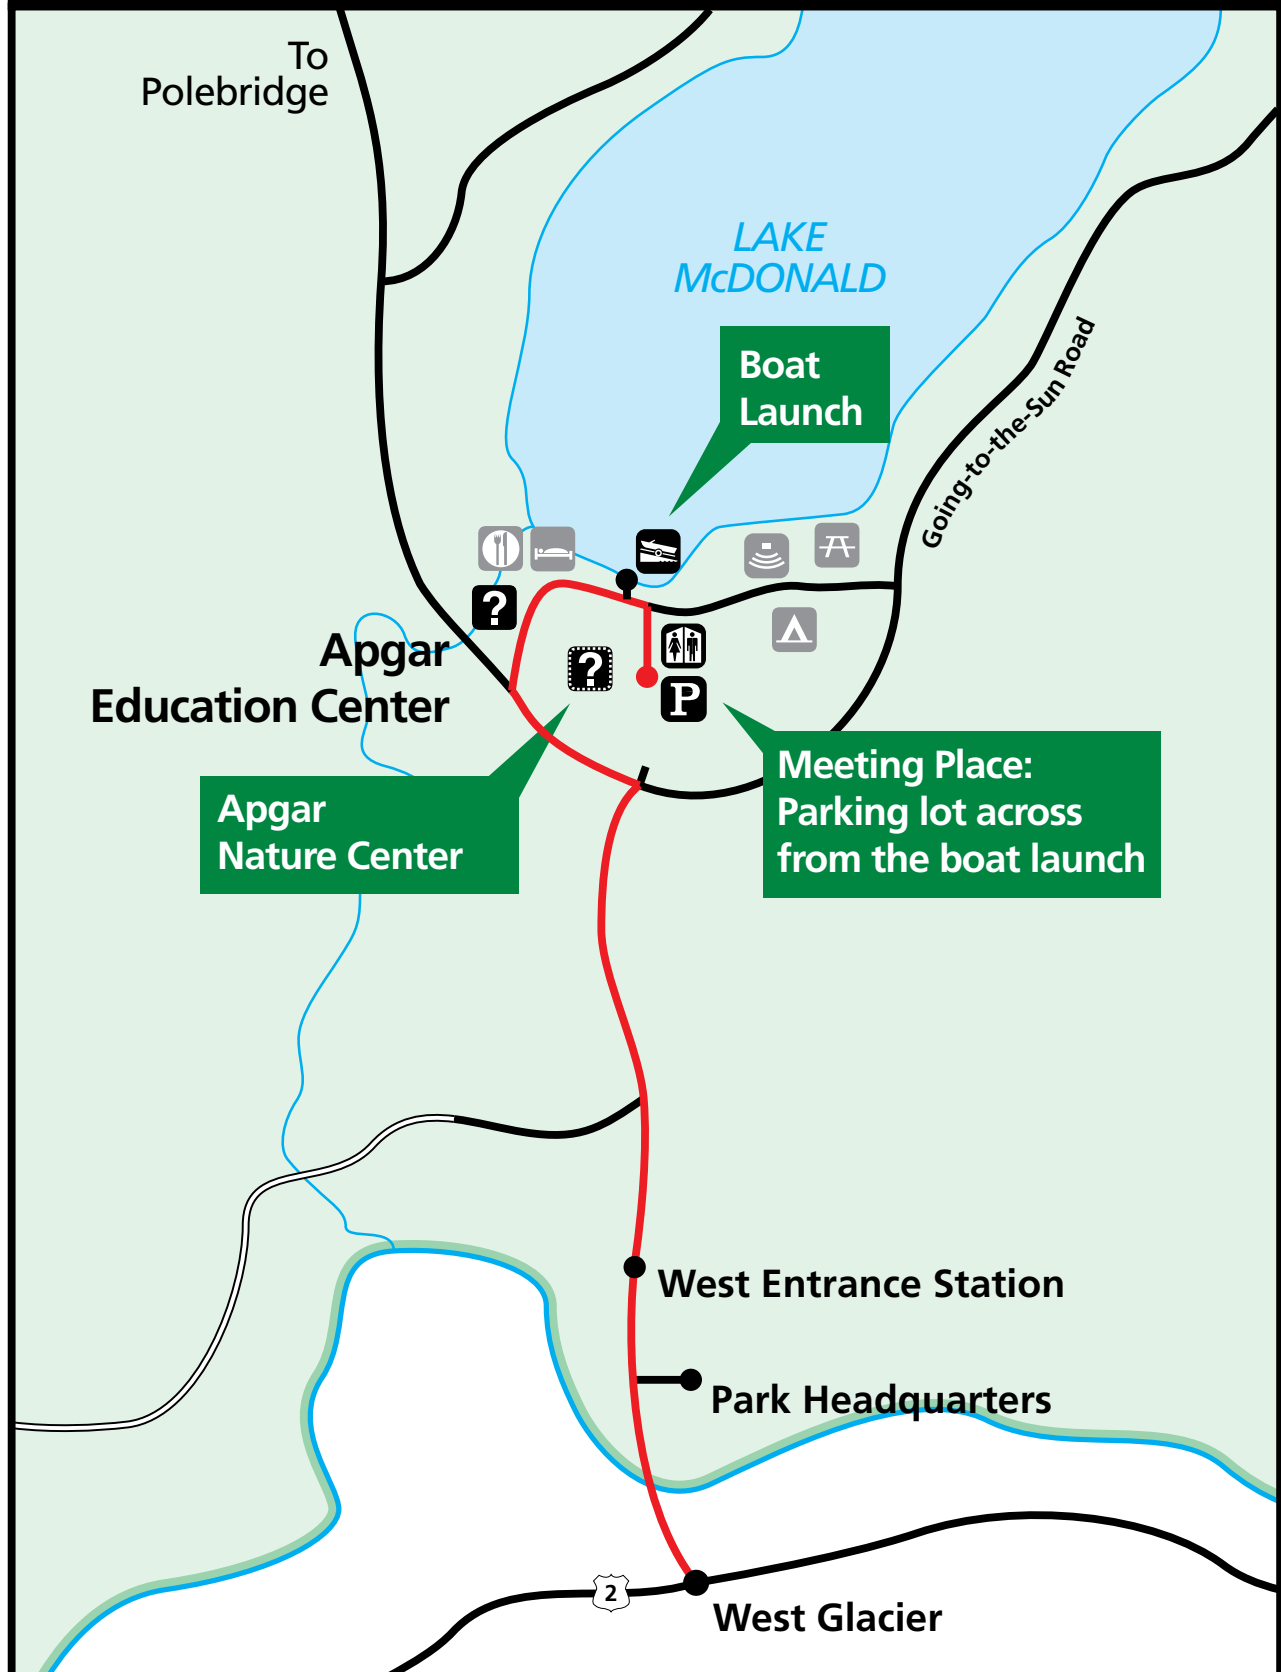 To
Polebridge
LAKE
McDONALD
Boat
Launch
Going-to-the-Sun Road
?
Apgar
Education Center
?
P
Meeting Place:
Parking lot across
from the boat launch
Apgar
Nature Center
West Entrance Station
Park Headquarters
2
West Glacier